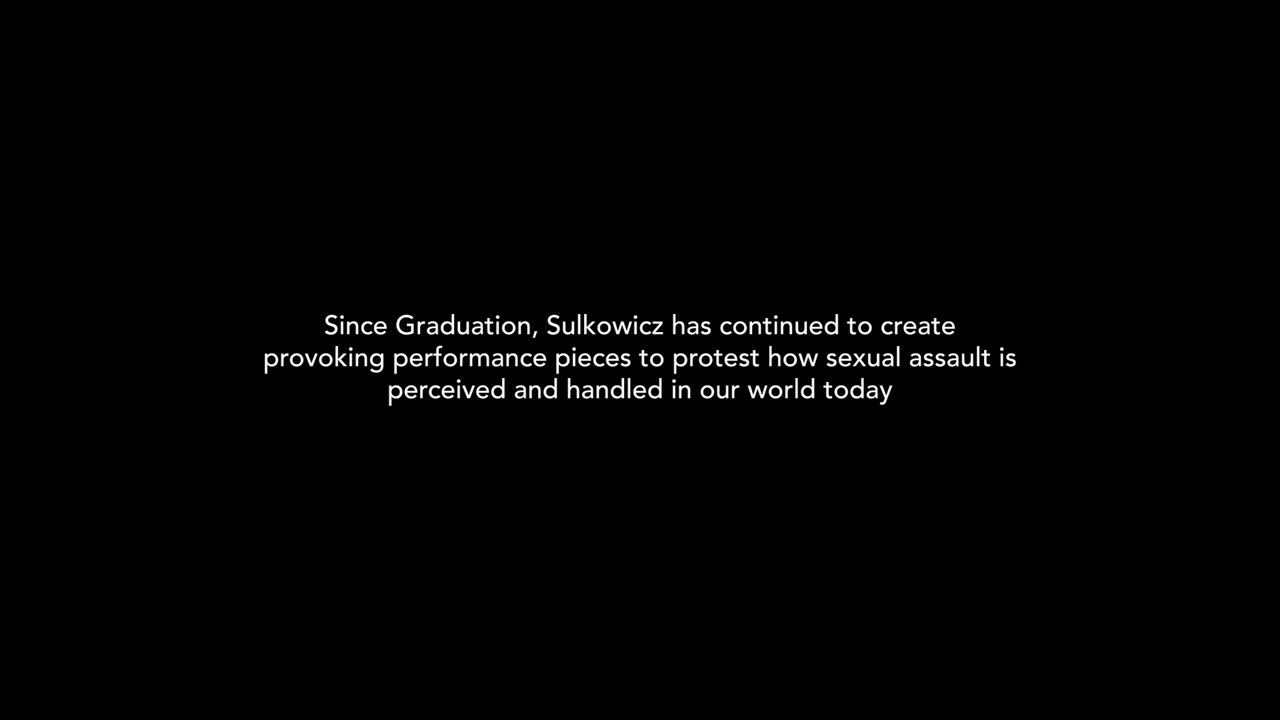 Since Graduation, Sulkowicz has continued to create
provoking performance pieces to protest how sexual assault is
perceived and handled in our world today